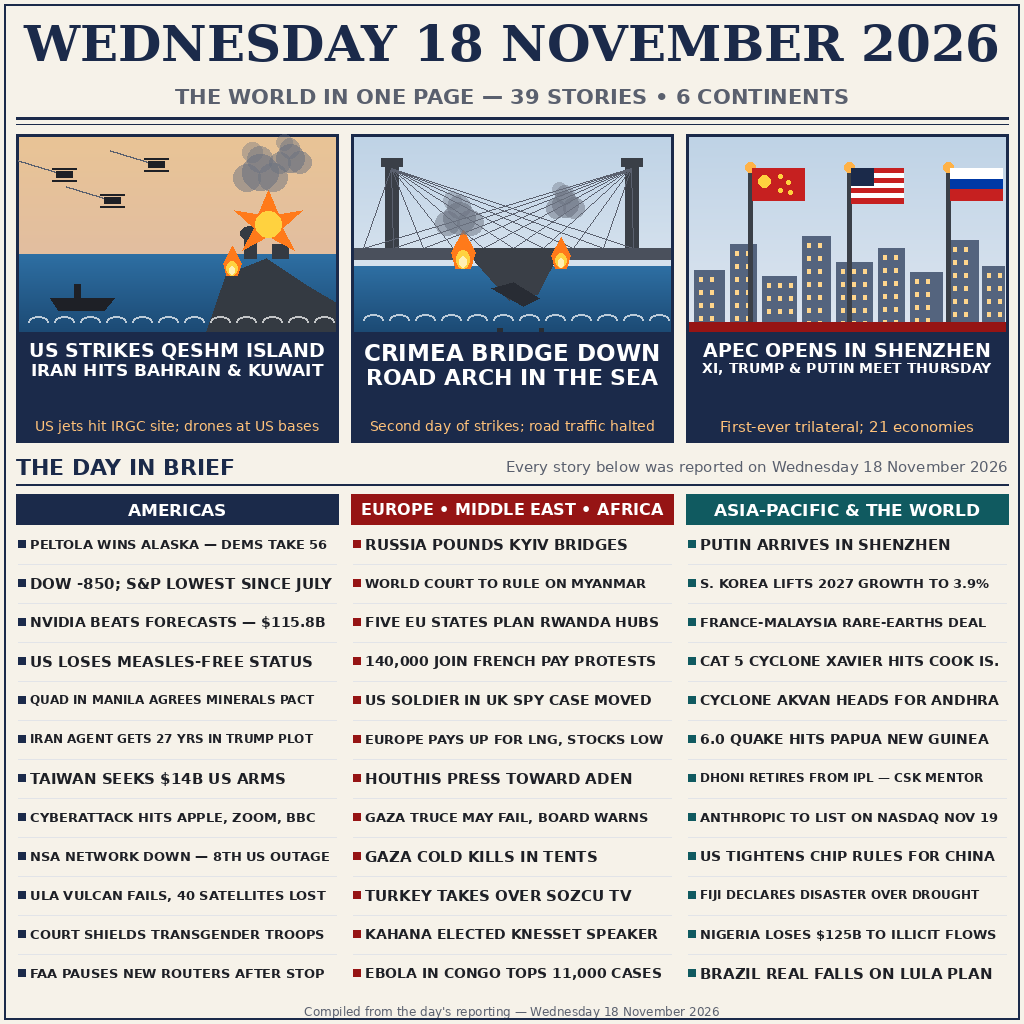 WEDNESDAY 18 NOVEMBER 2026
THE WORLD IN ONE PAGE — 39 STORIES • 6 CONTINENTS
US STRIKES QESHM ISLAND
IRAN HITS BAHRAIN & KUWAIT
US jets hit IRGC site; drones at US bases
CRIMEA BRIDGE DOWN
ROAD ARCH IN THE SEA
Second day of strikes; road traffic halted
APEC OPENS IN SHENZHEN
XI, TRUMP & PUTIN MEET THURSDAY
First-ever trilateral; 21 economies
THE DAY IN BRIEF
Every story below was reported on Wednesday 18 November 2026
AMERICAS
PELTOLA WINS ALASKA — DEMS TAKE 56
DOW -850; S&P LOWEST SINCE JULY
NVIDIA BEATS FORECASTS — $115.8B
US LOSES MEASLES-FREE STATUS
QUAD IN MANILA AGREES MINERALS PACT
IRAN AGENT GETS 27 YRS IN TRUMP PLOT
TAIWAN SEEKS $14B US ARMS
CYBERATTACK HITS APPLE, ZOOM, BBC
NSA NETWORK DOWN — 8TH US OUTAGE
ULA VULCAN FAILS, 40 SATELLITES LOST
COURT SHIELDS TRANSGENDER TROOPS
FAA PAUSES NEW ROUTERS AFTER STOP
EUROPE • MIDDLE EAST • AFRICA
RUSSIA POUNDS KYIV BRIDGES
WORLD COURT TO RULE ON MYANMAR
FIVE EU STATES PLAN RWANDA HUBS
140,000 JOIN FRENCH PAY PROTESTS
US SOLDIER IN UK SPY CASE MOVED
EUROPE PAYS UP FOR LNG, STOCKS LOW
HOUTHIS PRESS TOWARD ADEN
GAZA TRUCE MAY FAIL, BOARD WARNS
GAZA COLD KILLS IN TENTS
TURKEY TAKES OVER SOZCU TV
KAHANA ELECTED KNESSET SPEAKER
EBOLA IN CONGO TOPS 11,000 CASES
ASIA-PACIFIC & THE WORLD
PUTIN ARRIVES IN SHENZHEN
S. KOREA LIFTS 2027 GROWTH TO 3.9%
FRANCE-MALAYSIA RARE-EARTHS DEAL
CAT 5 CYCLONE XAVIER HITS COOK IS.
CYCLONE AKVAN HEADS FOR ANDHRA
6.0 QUAKE HITS PAPUA NEW GUINEA
DHONI RETIRES FROM IPL — CSK MENTOR
ANTHROPIC TO LIST ON NASDAQ NOV 19
US TIGHTENS CHIP RULES FOR CHINA
FIJI DECLARES DISASTER OVER DROUGHT
NIGERIA LOSES $125B TO ILLICIT FLOWS
BRAZIL REAL FALLS ON LULA PLAN
Compiled from the day's reporting — Wednesday 18 November 2026